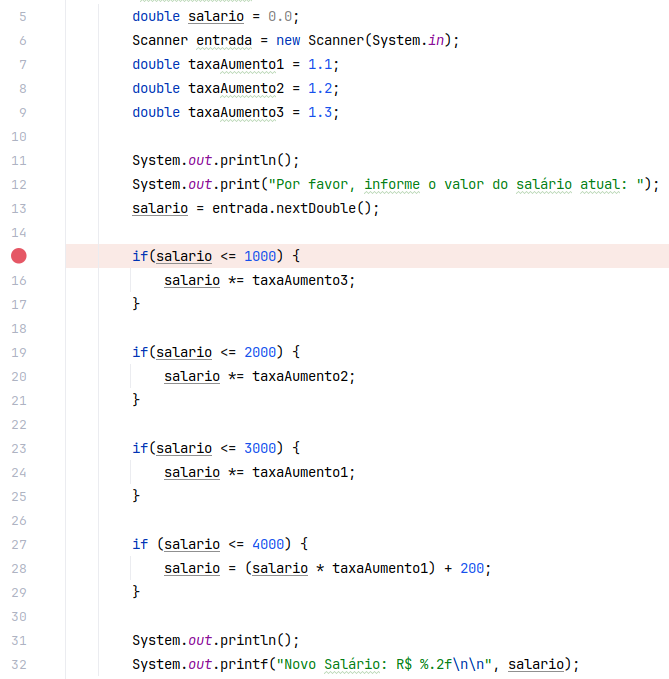 5 double salario = 0.0;
6 Scanner entrada = new Scanner(System.in);
7 double taxaAumento1 = 1.1;
8 double taxaAumento2 = 1.2;
9 double taxaAumento3 = 1.3;
10
11 System.out.println();
12 System.out.print("Por favor, informe o valor do salário atual: ");
13 salario = entrada.nextDouble();
14
if(salario <= 1000) {
16 salario *= taxaAumento3;
17 }
18
19 if(salario <= 2000) {
20 salario *= taxaAumento2;
21 }
22
23 if(salario <= 3000) {
24 salario *= taxaAumento1;
25 }
26
27 if (salario <= 4000) {
28 salario = (salario * taxaAumento1) + 200;
29 }
30
31 System.out.println();
32 System.out.printf("Novo Salário: R$ %.2f\n\n", salario);